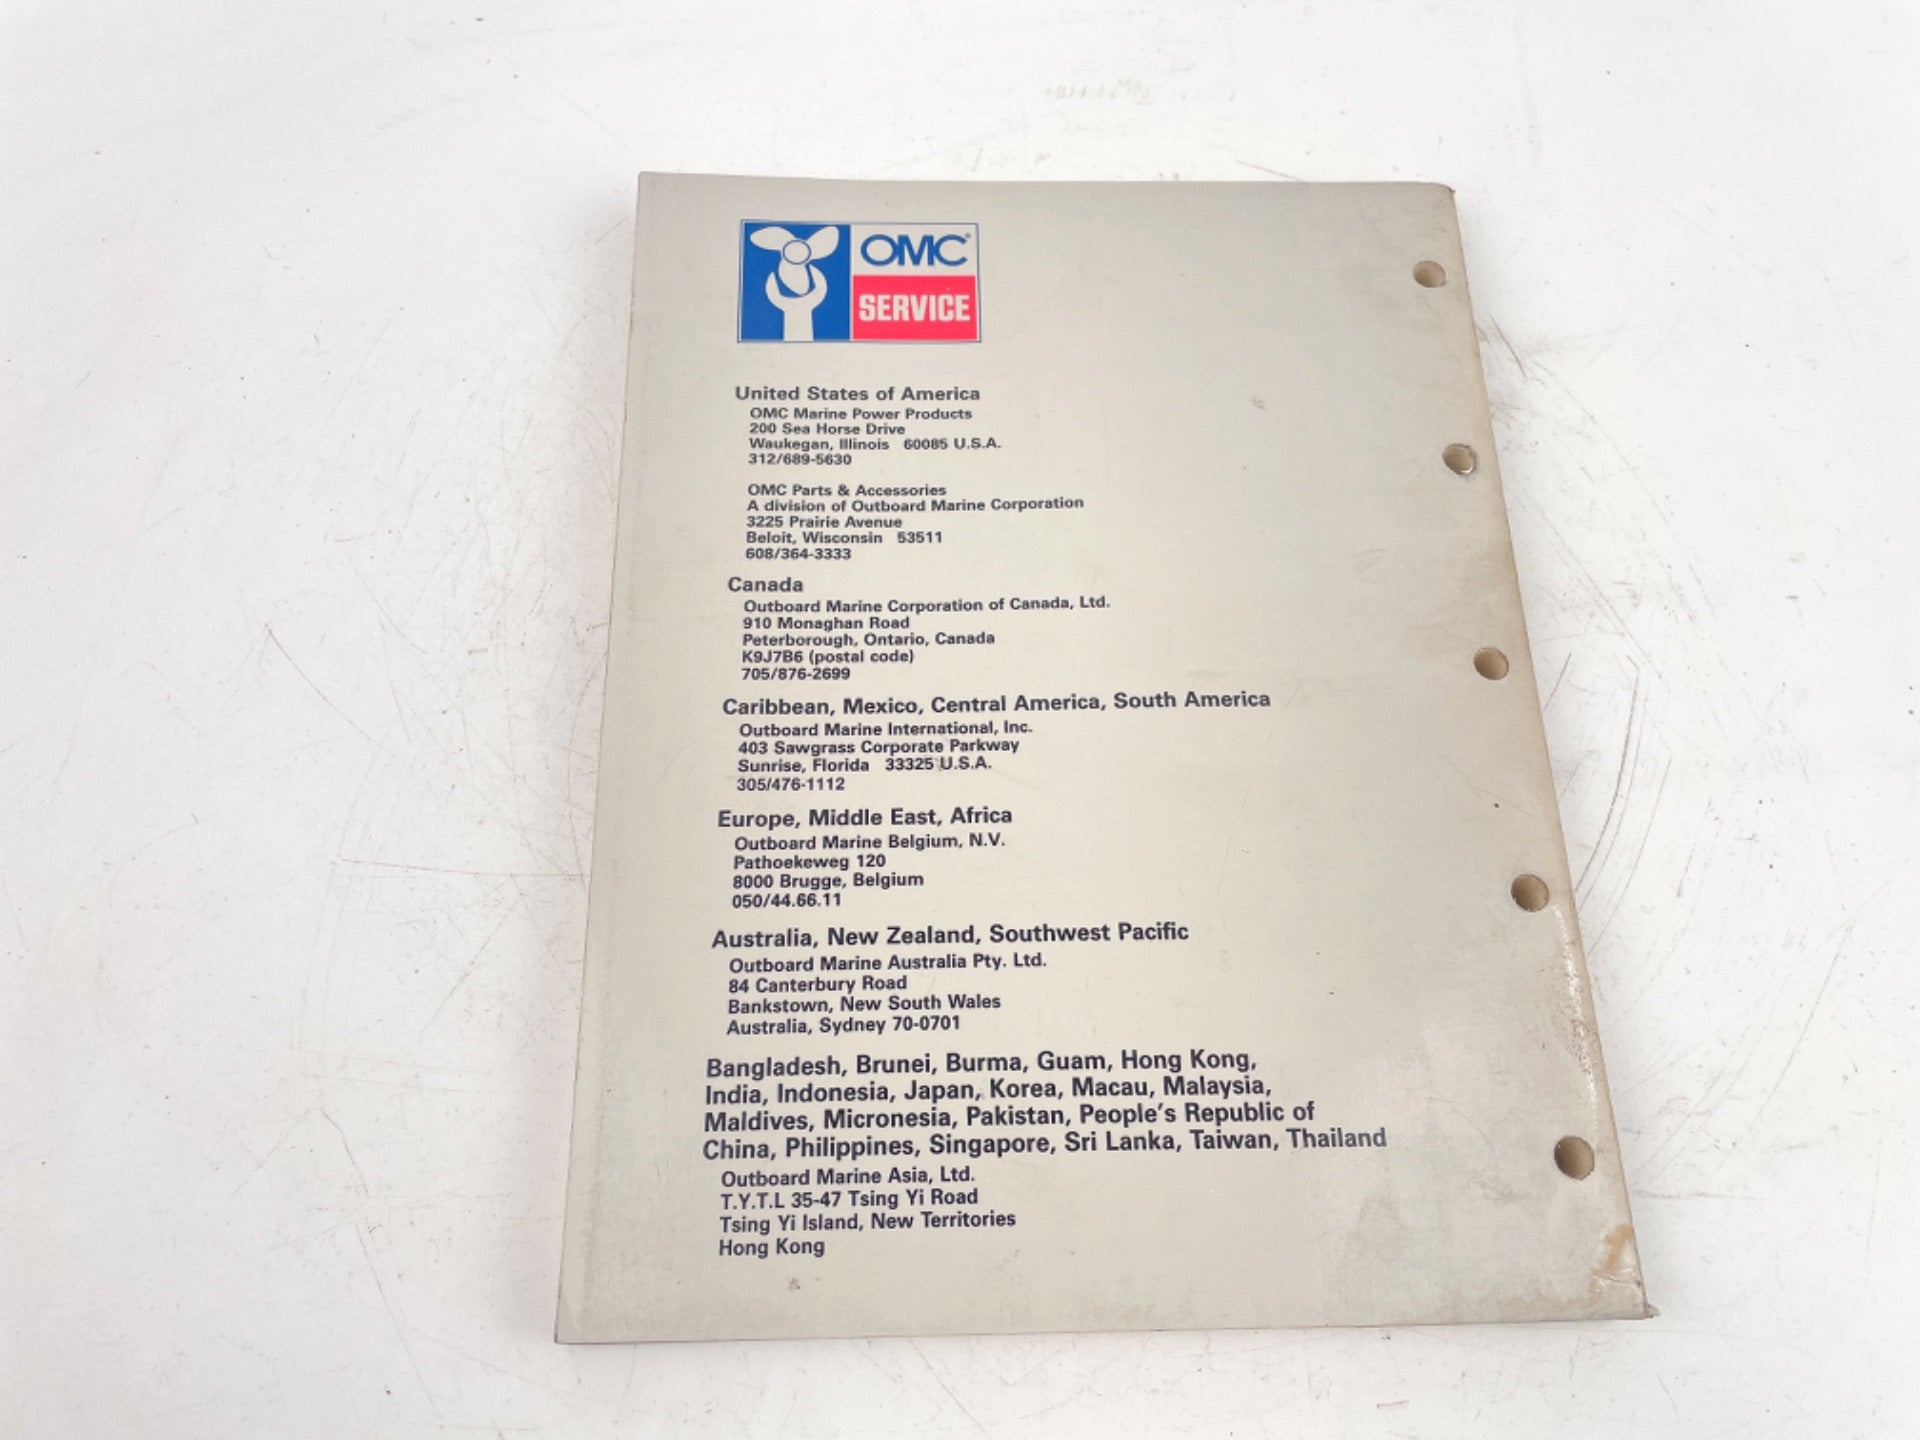 OMC®
SERVICE
United States of America
OMC Marine Power Products
200 Sea Horse Drive
Waukegan, Illinois 60085 U.S.A.
312/689-5630
OMC Parts & Accessories
A division of Outboard Marine Corporation
3225 Prairie Avenue
Beloit, Wisconsin 53511
608/364-3333
Canada
Outboard Marine Corporation of Canada, Ltd.
910 Monaghan Road
Peterborough, Ontario, Canada
K9J7B6 (postal code)
705/876-2699
Caribbean, Mexico, Central America, South America
Outboard Marine International, Inc.
403 Sawgrass Corporate Parkway
Sunrise, Florida 33325 U.S.A.
305/476-1112
Europe, Middle East, Africa
Outboard Marine Belgium, N.V.
Pathoekeweg 120
8000 Brugge, Belgium
050/44.66.11
Australia, New Zealand, Southwest Pacific
Outboard Marine Australia Pty. Ltd.
84 Canterbury Road
Bankstown, New South Wales
Australia, Sydney 70-0701
Bangladesh, Brunei, Burma, Guam, Hong Kong,
India, Indonesia, Japan, Korea, Macau, Malaysia,
Maldives, Micronesia, Pakistan, People's Republic of
China, Philippines, Singapore, Sri Lanka, Taiwan, Thailand
Outboard Marine Asia, Ltd.
T.Y.T.L 35-47 Tsing Yi Road
Tsing Yi Island, New Territories
Hong Kong